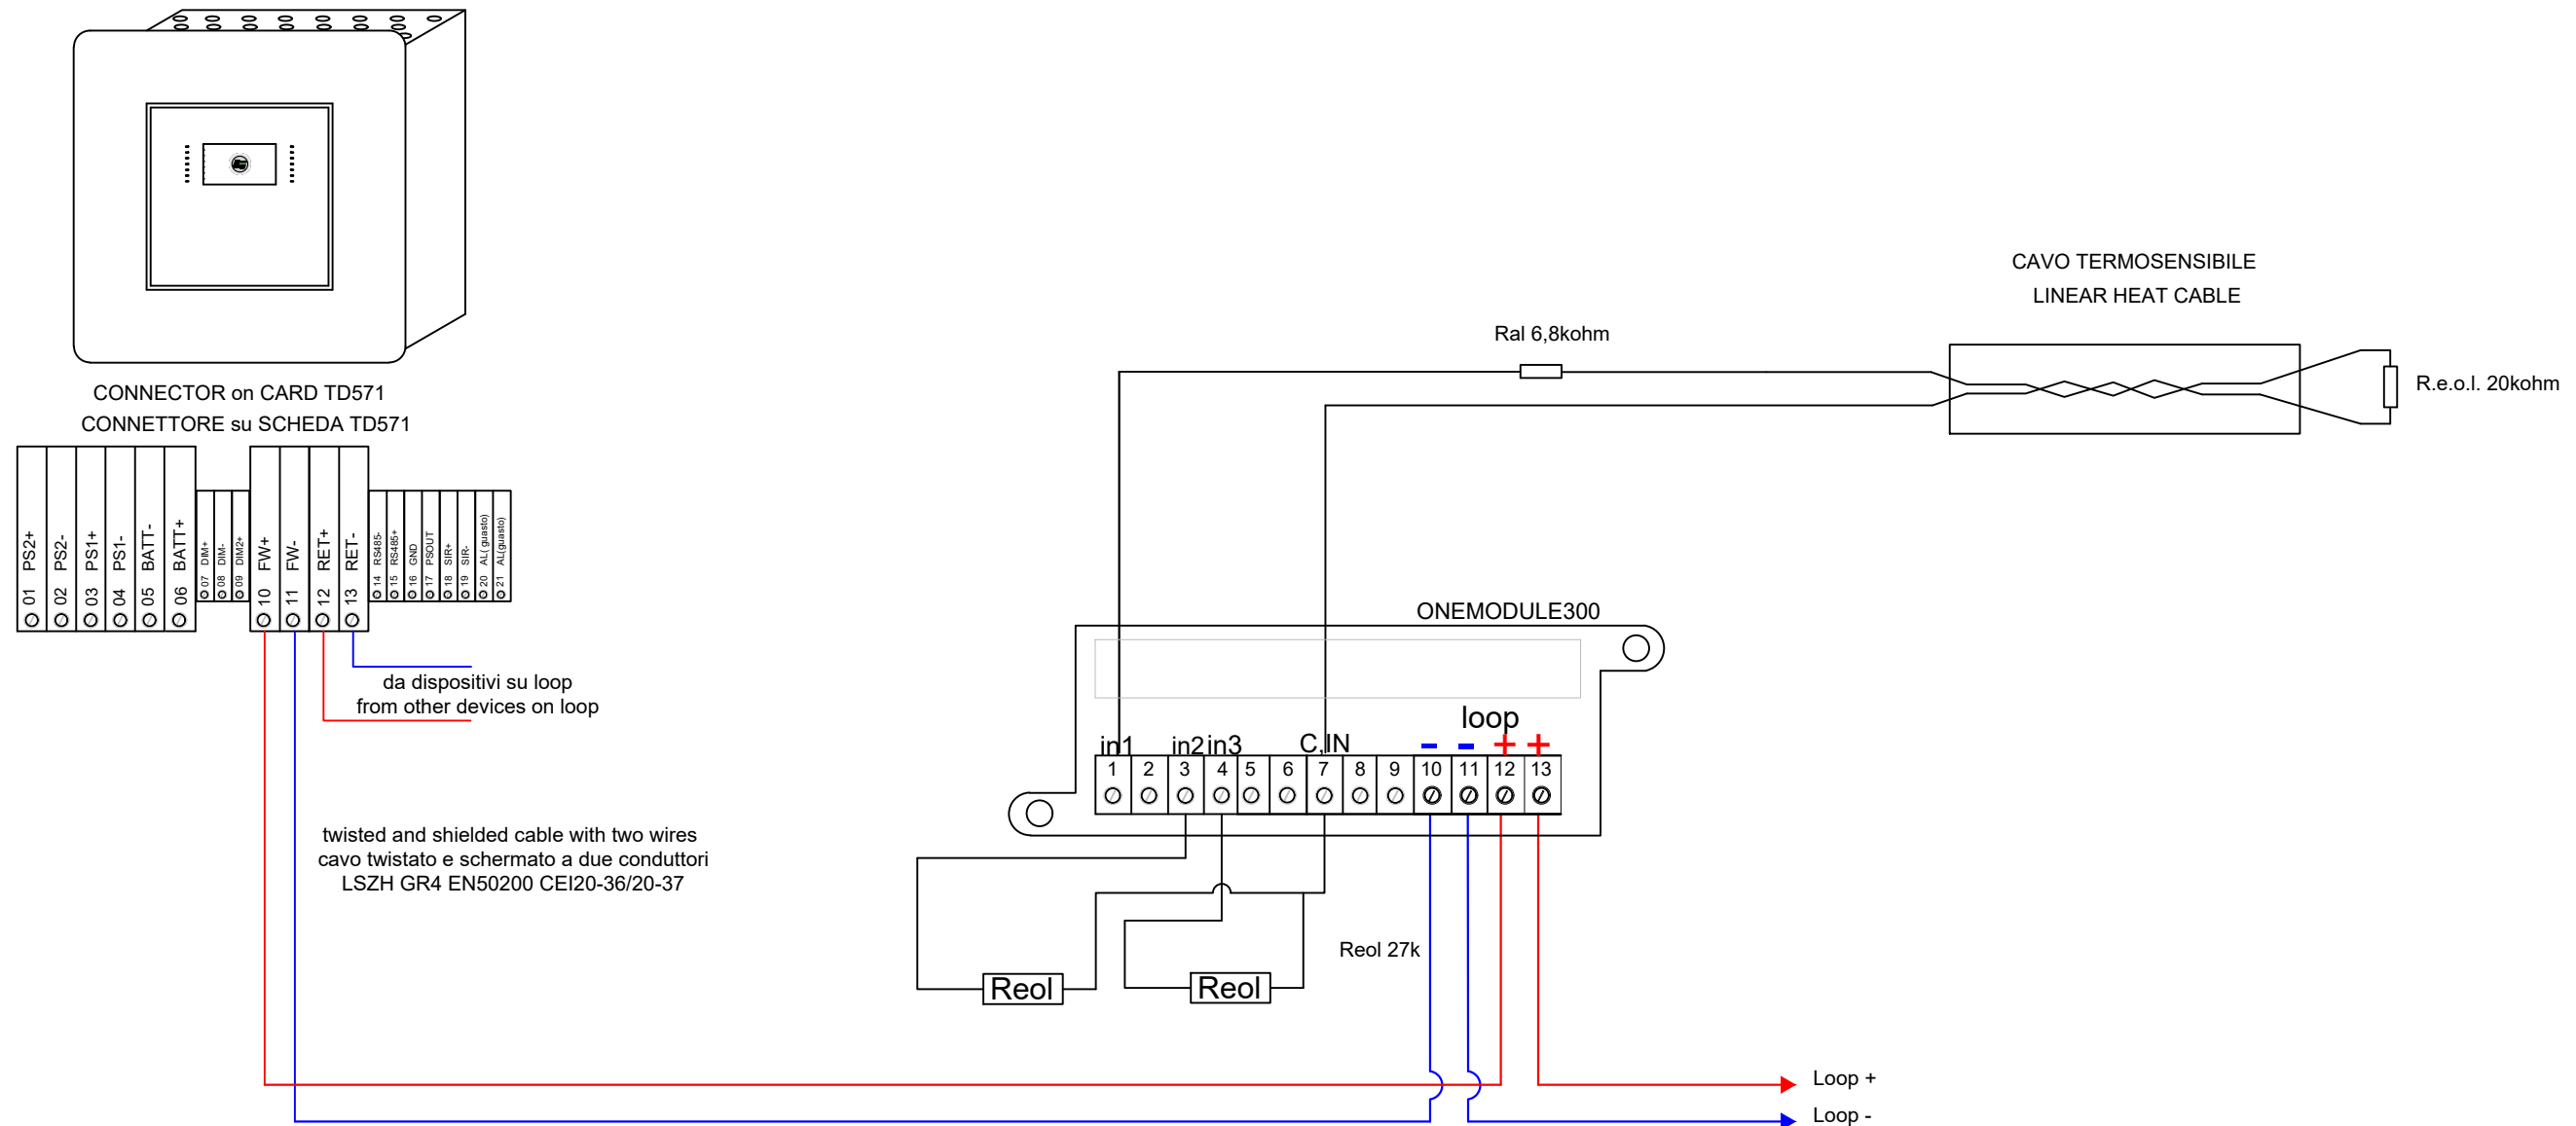 CAVO TERMOSENSIBILE
LINEAR HEAT CABLE
Ral 6,8kohm
R.e.o.l. 20kohm
CONNECTOR on CARD TD571
CONNETTORE su SCHEDA TD571
01 PS2+
02 PS2-
03 PS1+
04 PS1-
05 BATT-
06 BATT+
07 DIM+
08 DIM-
09 DIM2+
10 FW+
11 FW-
12 RET+
13 RET-
14 RS485-
15 RS485+
16 GND
17 PSOUT
18 SIR+
19 SIR-
20 AL( guasto)
21 AL(guasto)
da dispositivi su loop
from other devices on loop
ONEMODULE300
loop
in1 in2 in3 C,IN - - + +
1 2 3 4 5 6 7 8 9 10 11 12 13
twisted and shielded cable with two wires
cavo twistato e schermato a due conduttori
LSZH GR4 EN50200 CEI20-36/20-37
Reol 27k
Reol
Reol
Loop +
Loop -